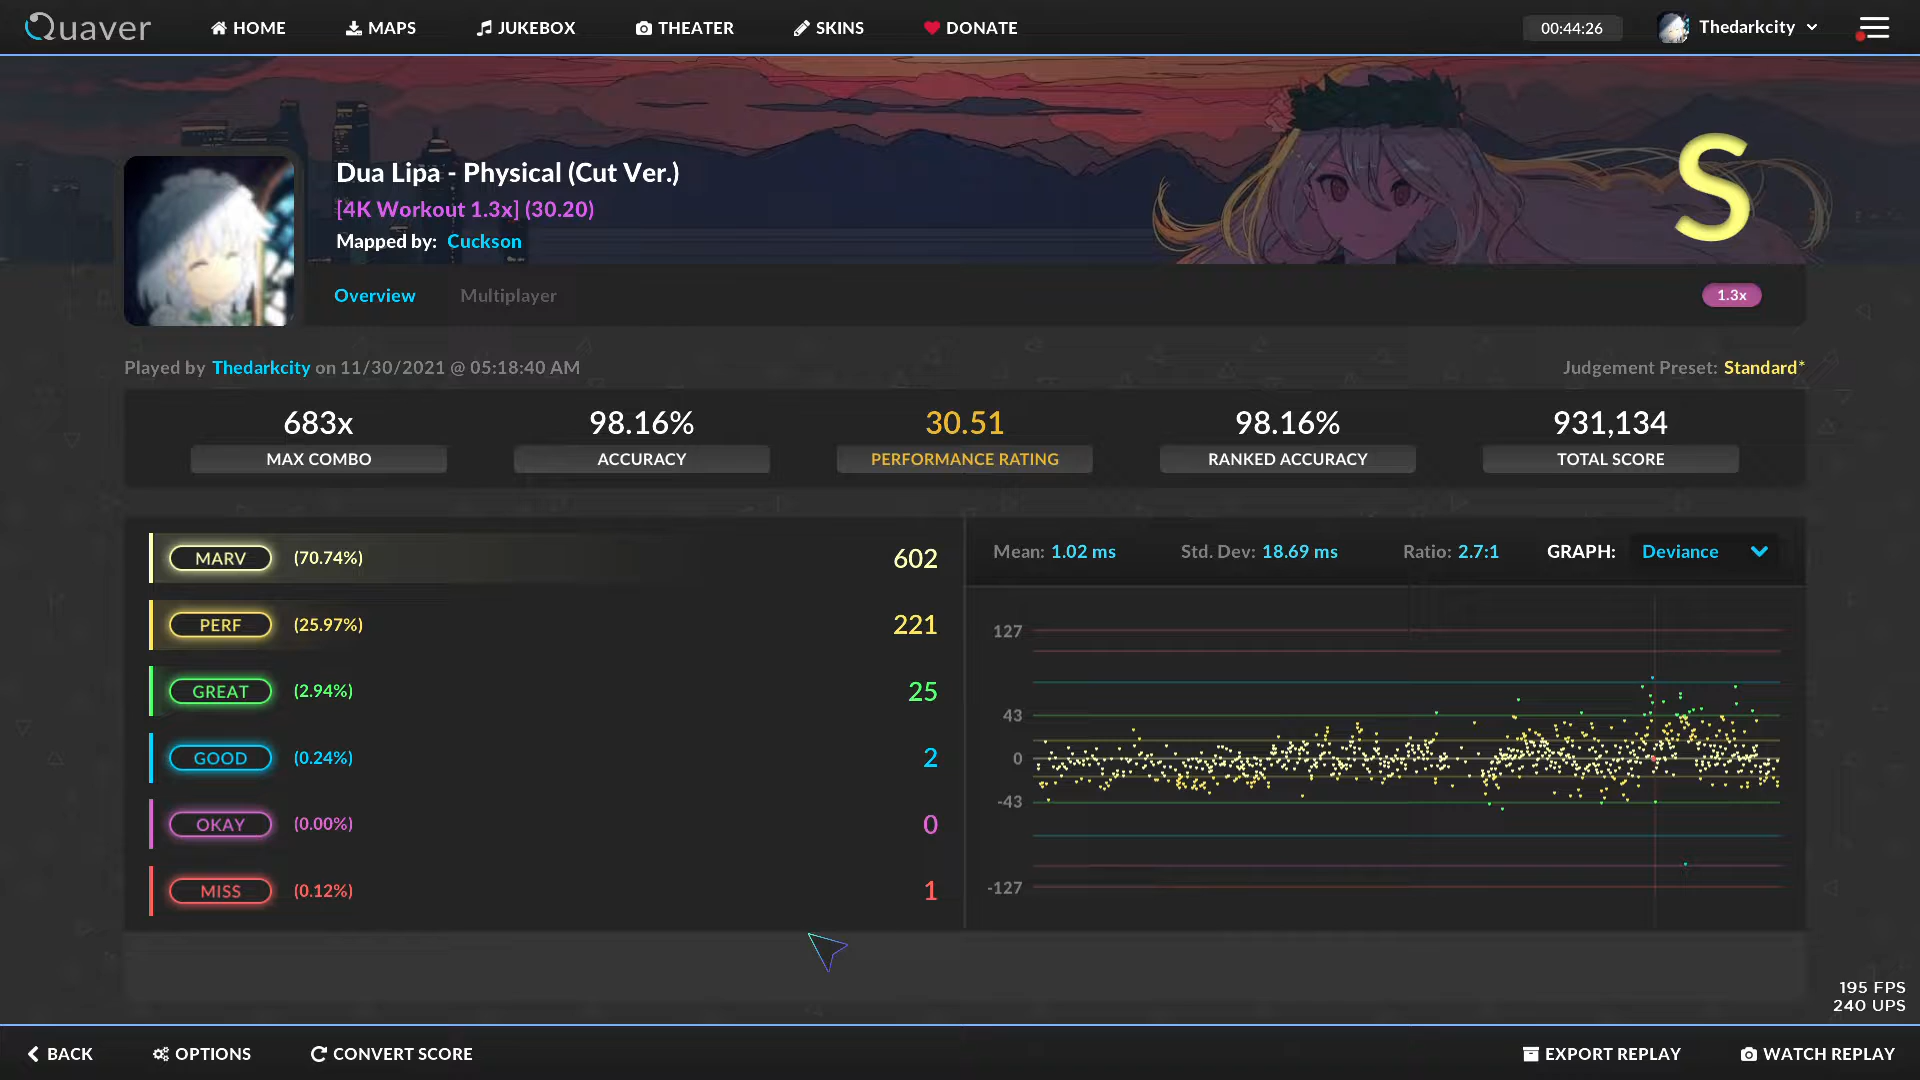 Quaver
HOME
MAPS
JUKEBOX
THEATER
SKINS
DONATE
00:44:26
Thedarkcity
S
Dua Lipa - Physical (Cut Ver.)
[4K Workout 1.3x] (30.20)
Mapped by: Cuckson
Overview
Multiplayer
1.3x
Played by Thedarkcity on 11/30/2021 @ 05:18:40 AM
Judgement Preset: Standard*
683x
MAX COMBO
98.16%
ACCURACY
30.51
PERFORMANCE RATING
98.16%
RANKED ACCURACY
931,134
TOTAL SCORE
MARV (70.74%) 602
PERF (25.97%) 221
GREAT (2.94%) 25
GOOD (0.24%) 2
OKAY (0.00%) 0
MISS (0.12%) 1
Mean: 1.02 ms
Std. Dev: 18.69 ms
Ratio: 2.7:1
GRAPH: Deviance
127
43
0
-43
-127
195 FPS
240 UPS
BACK
OPTIONS
CONVERT SCORE
EXPORT REPLAY
WATCH REPLAY